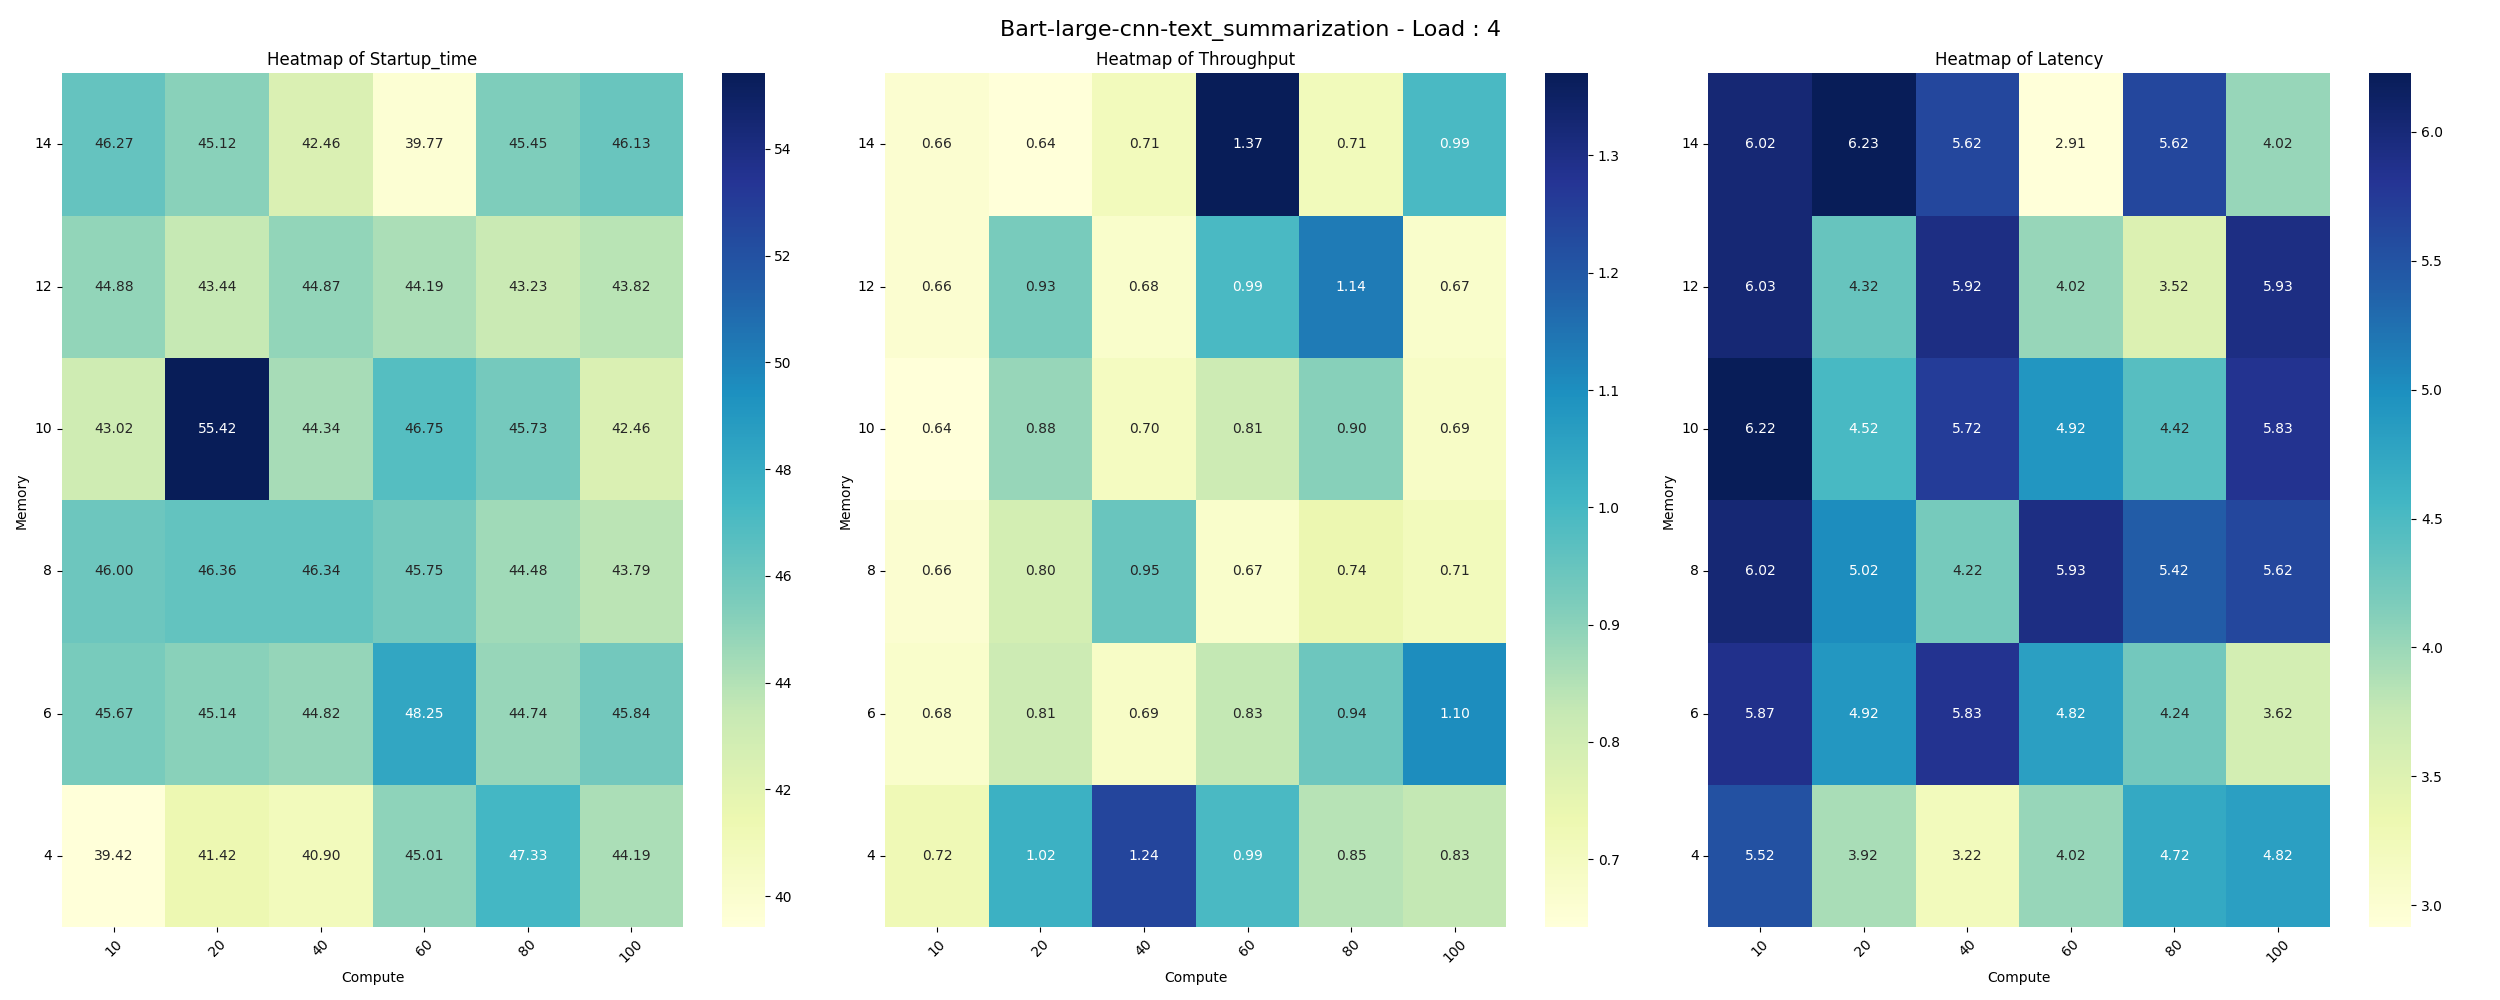 Bart-large-cnn-text_summarization - Load : 4
Heatmap of Startup_time
14 46.27 45.12 42.46 39.77 45.45 46.13
12 44.88 43.44 44.87 44.19 43.23 43.82
10 43.02 55.42 44.34 46.75 45.73 42.46
8 46.00 46.36 46.34 45.75 44.48 43.79
6 45.67 45.14 44.82 48.25 44.74 45.84
4 39.42 41.42 40.90 45.01 47.33 44.19
10 20 40 60 80 100
Compute
Memory
54
52
50
48
46
44
42
40
Heatmap of Throughput
14 0.66 0.64 0.71 1.37 0.71 0.99
12 0.66 0.93 0.68 0.99 1.14 0.67
10 0.64 0.88 0.70 0.81 0.90 0.69
8 0.66 0.80 0.95 0.67 0.74 0.71
6 0.68 0.81 0.69 0.83 0.94 1.10
4 0.72 1.02 1.24 0.99 0.85 0.83
10 20 40 60 80 100
Compute
Memory
1.3
1.2
1.1
1.0
0.9
0.8
0.7
Heatmap of Latency
14 6.02 6.23 5.62 2.91 5.62 4.02
12 6.03 4.32 5.92 4.02 3.52 5.93
10 6.22 4.52 5.72 4.92 4.42 5.83
8 6.02 5.02 4.22 5.93 5.42 5.62
6 5.87 4.92 5.83 4.82 4.24 3.62
4 5.52 3.92 3.22 4.02 4.72 4.82
10 20 40 60 80 100
Compute
Memory
6.0
5.5
5.0
4.5
4.0
3.5
3.0